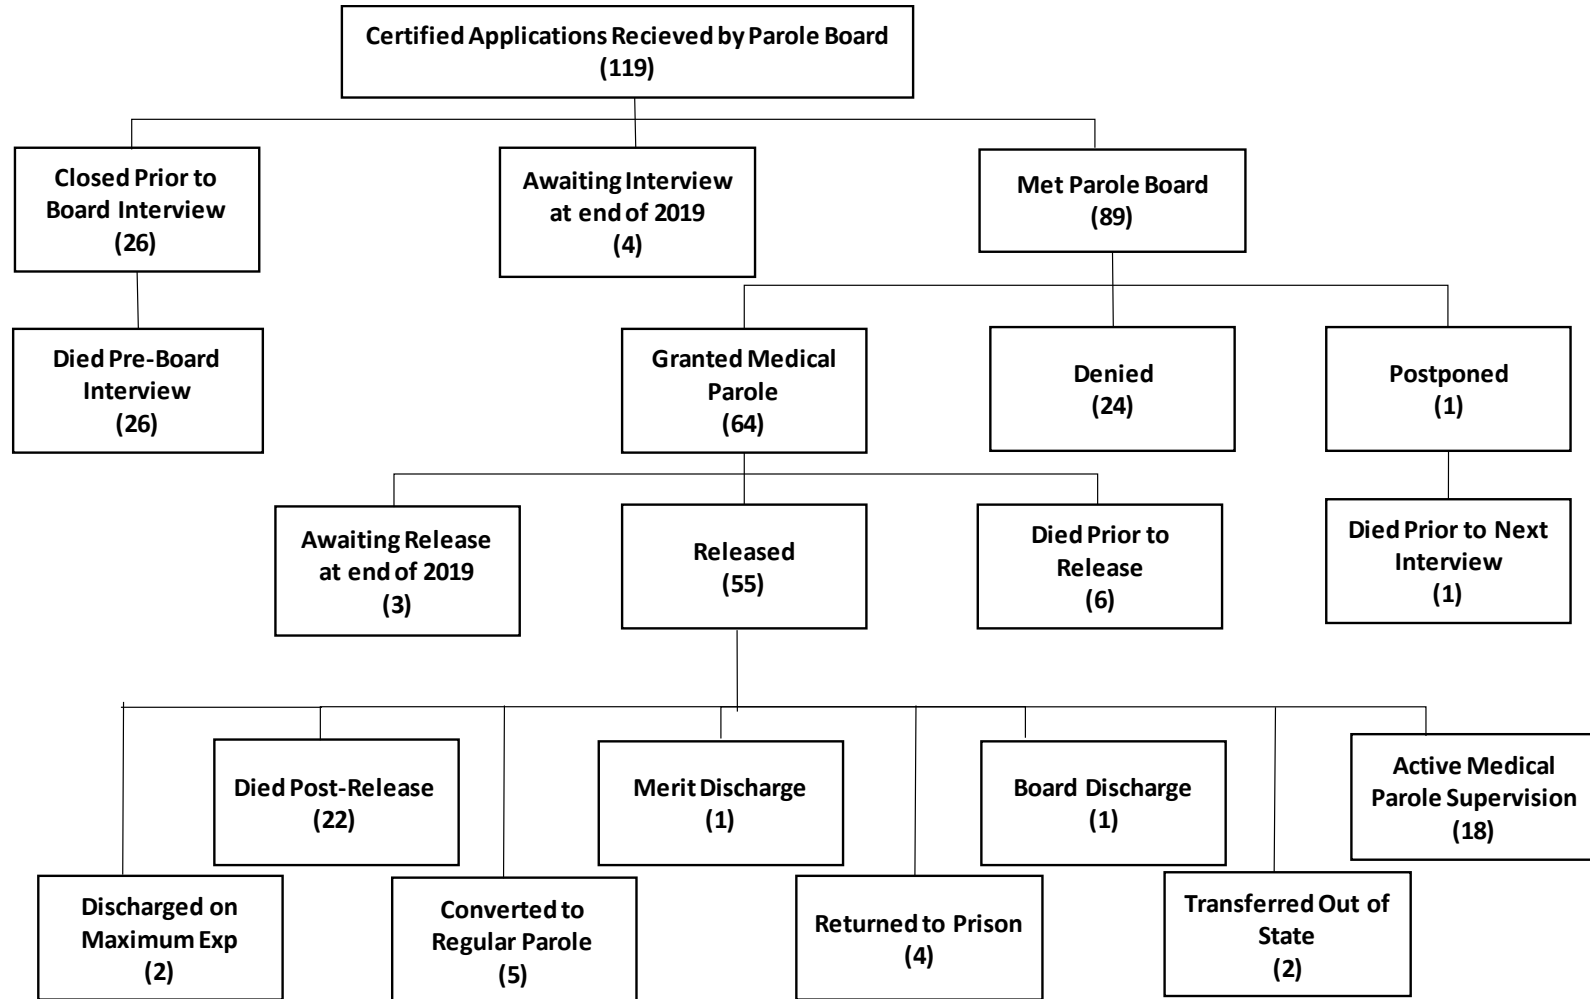 Certified Applications Recieved by Parole Board
(119)
Closed Prior to
Board Interview
(26)
Awaiting Interview
at end of 2019
(4)
Met Parole Board
(89)
Died Pre-Board
Interview
(26)
Granted Medical
Parole
(64)
Denied
(24)
Postponed
(1)
Awaiting Release
at end of 2019
(3)
Released
(55)
Died Prior to
Release
(6)
Died Prior to Next
Interview
(1)
Died Post-Release
(22)
Merit Discharge
(1)
Board Discharge
(1)
Active Medical
Parole Supervision
(18)
Discharged on
Maximum Exp
(2)
Converted to
Regular Parole
(5)
Returned to Prison
(4)
Transferred Out of
State
(2)